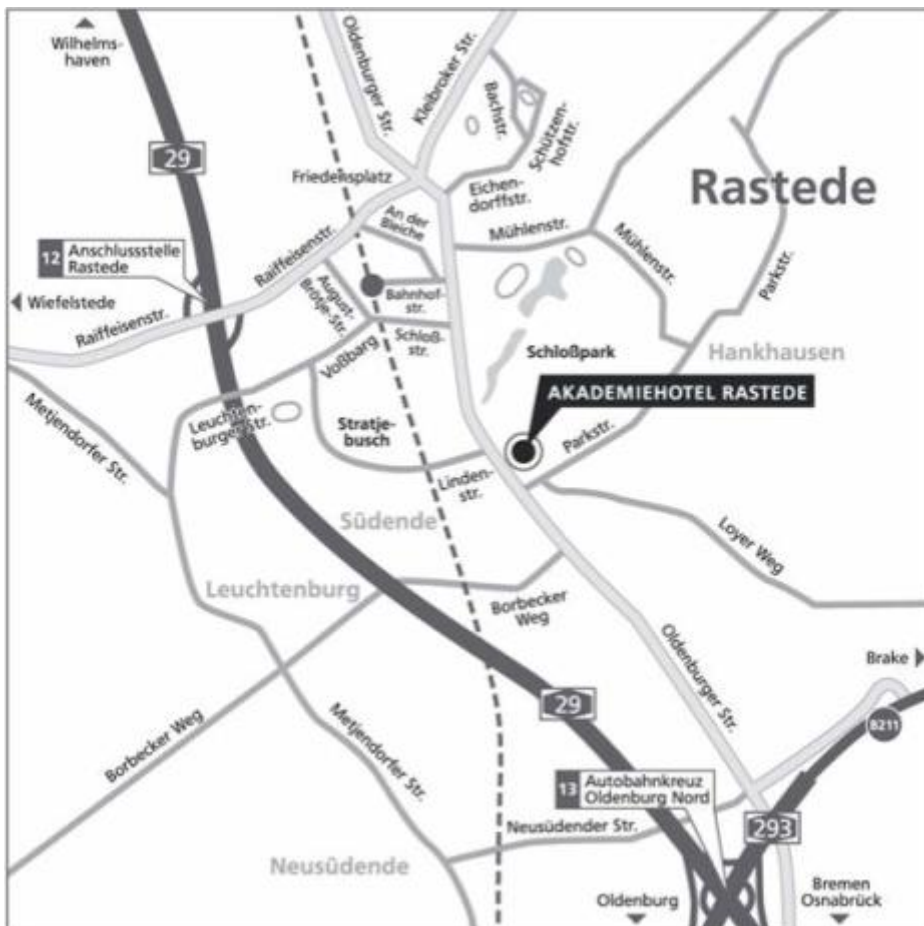 Wilhelms-
haven
Oldenburger Str.
Kleibroker Str.
Bachstr.
Schützen-
hofstr.
29
Friedensplatz
Eichen-
dorffstr.
Rastede
An der
Bleiche
Mühlenstr.
Mühlenstr.
12
Anschlussstelle
Rastede
Raiffeisenstr.
Parkstr.
Wiefelstede
August-
Brötje-Str.
Bahnhof-
str.
Raiffeisenstr.
Schloß-
str.
Schloßpark
Hankhausen
Voßbarg
AKADEMIEHOTEL RASTEDE
Metjendorfer Str.
Leuchten-
burger Str.
Stratje-
busch
Parkstr.
Linden-
str.
Südende
Loyer Weg
Leuchtenburg
Borbecker
Weg
Oldenburger Str.
Brake
29
B211
Borbecker Weg
Metjendorfer Str.
13
Autobahnkreuz
Oldenburg Nord
Neusüdender Str.
293
Neusüdende
Oldenburg
Bremen
Osnabrück